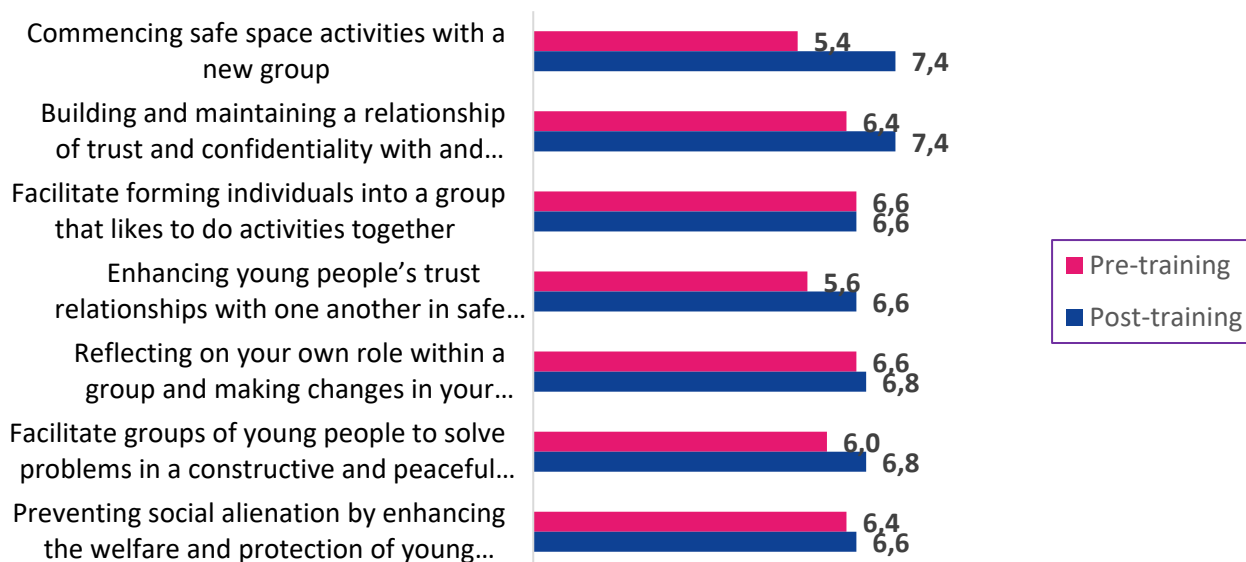 Commencing safe space activities with a
new group
5,4
7,4
Building and maintaining a relationship
of trust and confidentiality with and…
6,4
7,4
Facilitate forming individuals into a group
that likes to do activities together
6,6
6,6
Enhancing young people’s trust
relationships with one another in safe…
5,6
6,6
Reflecting on your own role within a
group and making changes in your…
6,6
6,8
Facilitate groups of young people to solve
problems in a constructive and peaceful…
6,0
6,8
Preventing social alienation by enhancing
the welfare and protection of young…
6,4
6,6
Pre-training
Post-training